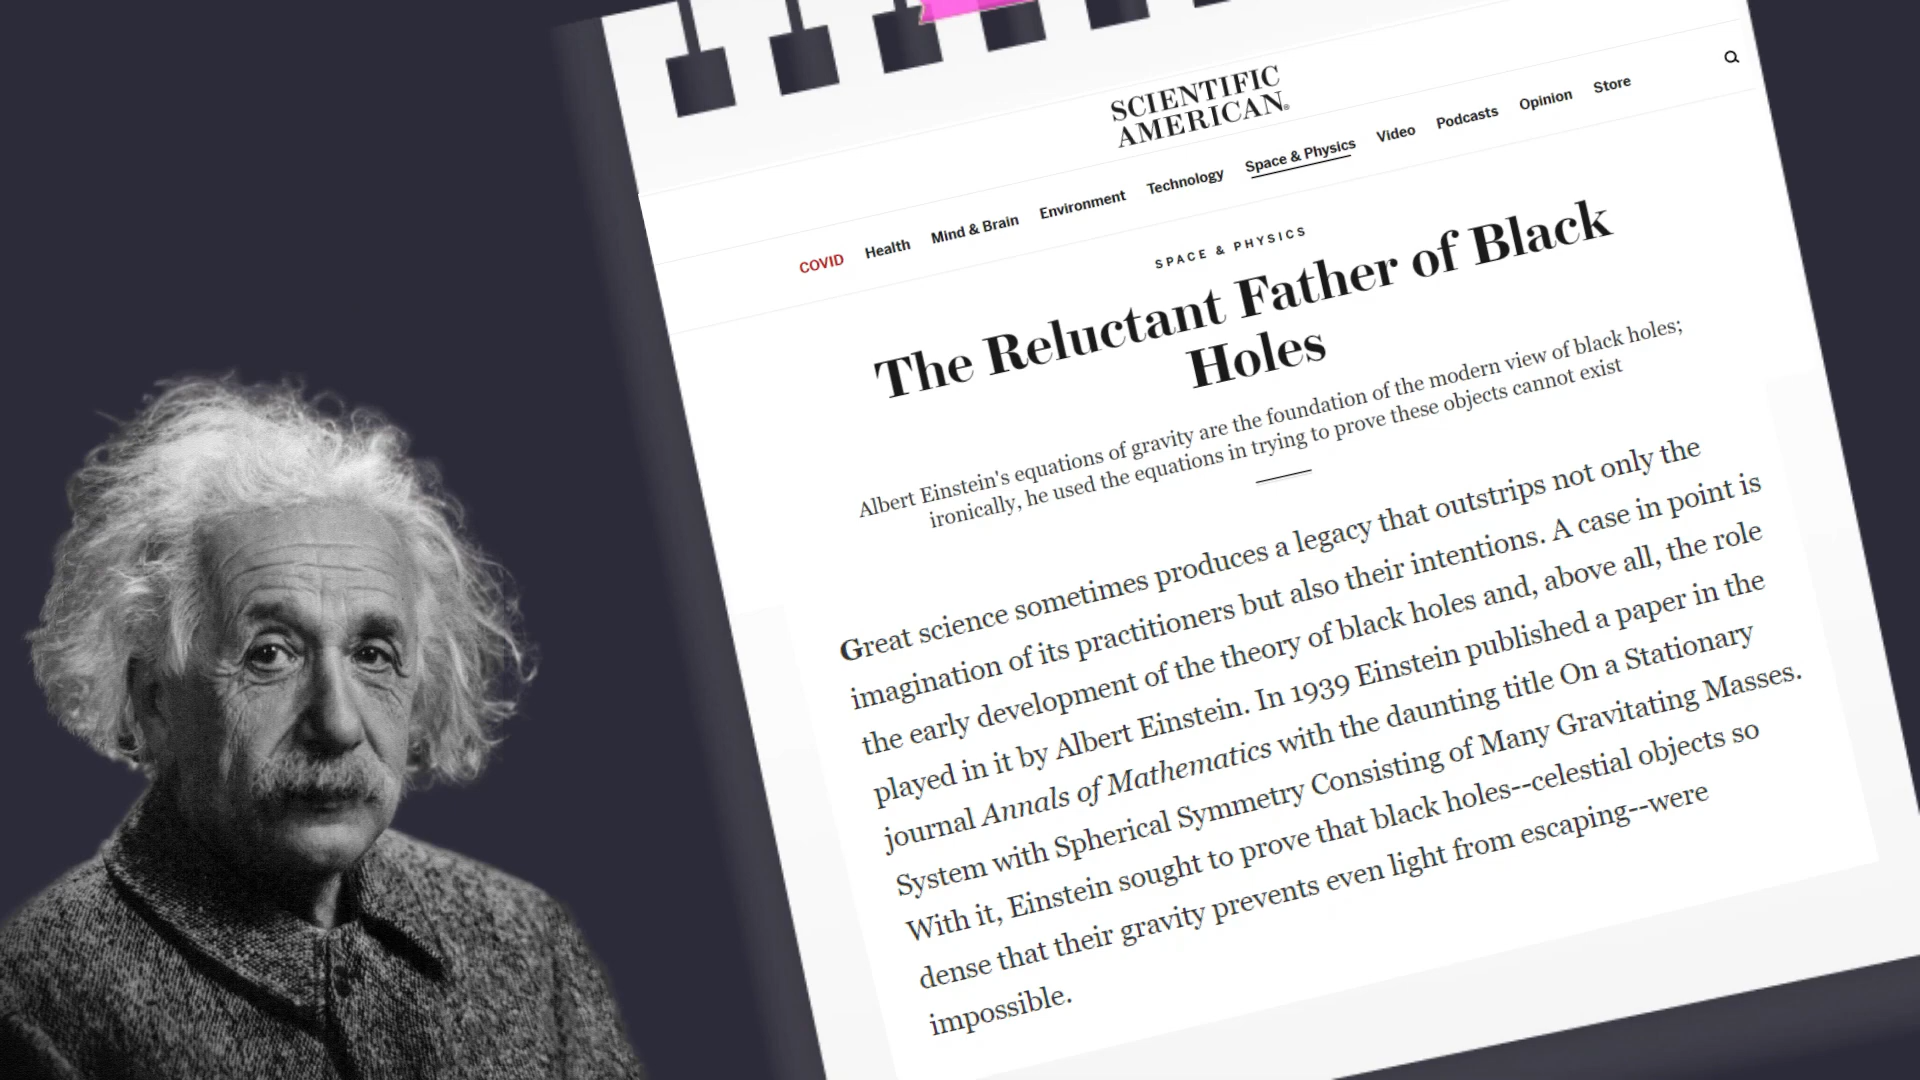 SCIENTIFIC
AMERICAN®
COVID Health Mind & Brain Environment Technology Space & Physics Video Podcasts Opinion Store
SPACE & PHYSICS
The Reluctant Father of Black
Holes
Albert Einstein's equations of gravity are the foundation of the modern view of black holes;
ironically, he used the equations in trying to prove these objects cannot exist
Great science sometimes produces a legacy that outstrips not only the
imagination of its practitioners but also their intentions. A case in point is
the early development of the theory of black holes and, above all, the role
played in it by Albert Einstein. In 1939 Einstein published a paper in the
journal Annals of Mathematics with the daunting title On a Stationary
System with Spherical Symmetry Consisting of Many Gravitating Masses.
With it, Einstein sought to prove that black holes--celestial objects so
dense that their gravity prevents even light from escaping--were
impossible.